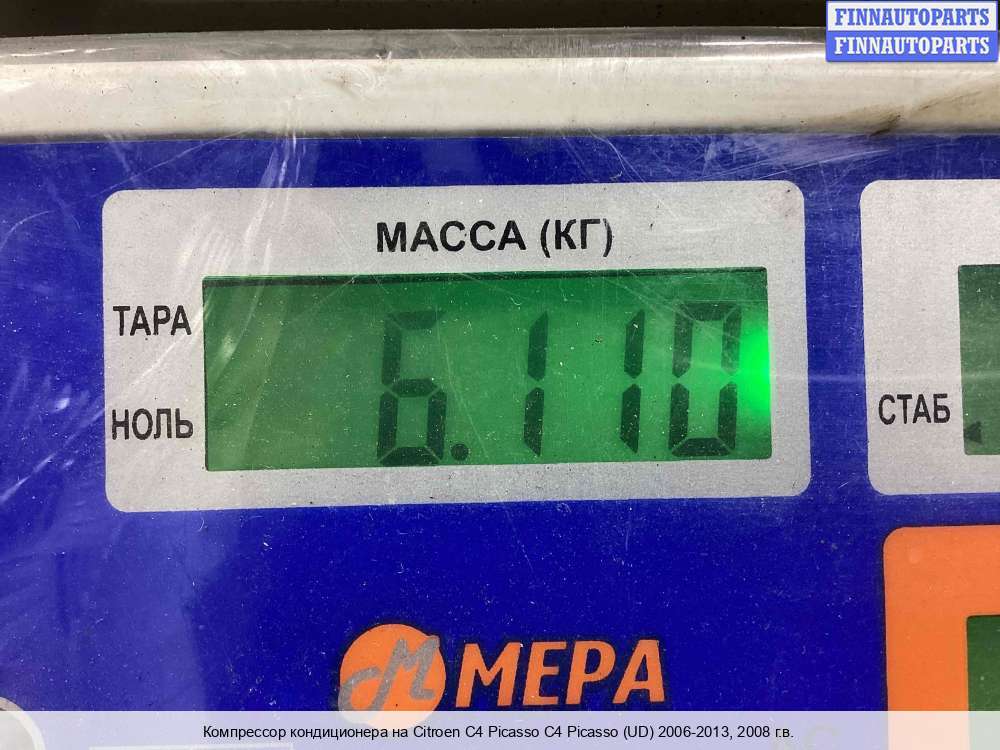 FINNAUTOPARTS
FINNAUTOPARTS
МАССА (КГ)
ТАРА
6.110
НОЛЬ
СТАБ
МЕРА
Компрессор кондиционера на Citroen C4 Picasso C4 Picasso (UD) 2006-2013, 2008 г.в.